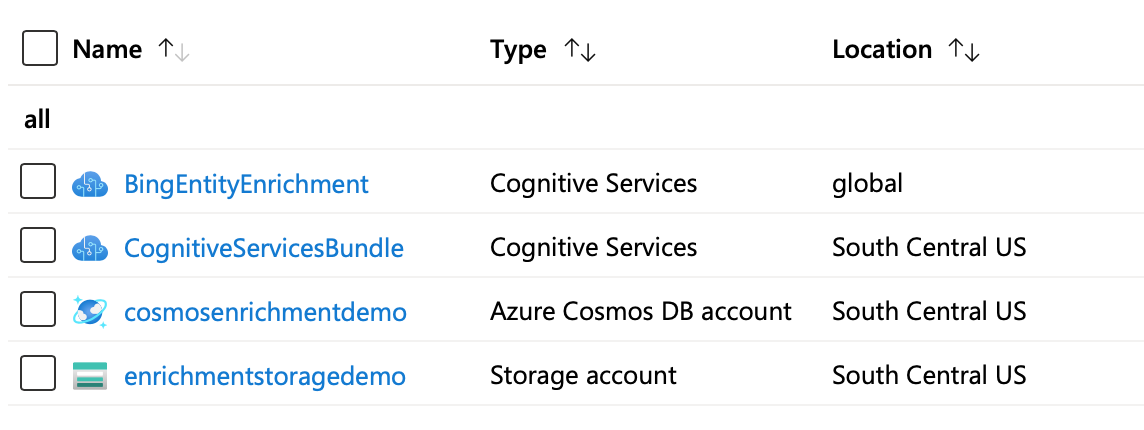 Name ↑↓ Type ↑↓ Location ↑↓
all
BingEntityEnrichment Cognitive Services global
CognitiveServicesBundle Cognitive Services South Central US
cosmosenrichmentdemo Azure Cosmos DB account South Central US
enrichmentstoragedemo Storage account South Central US